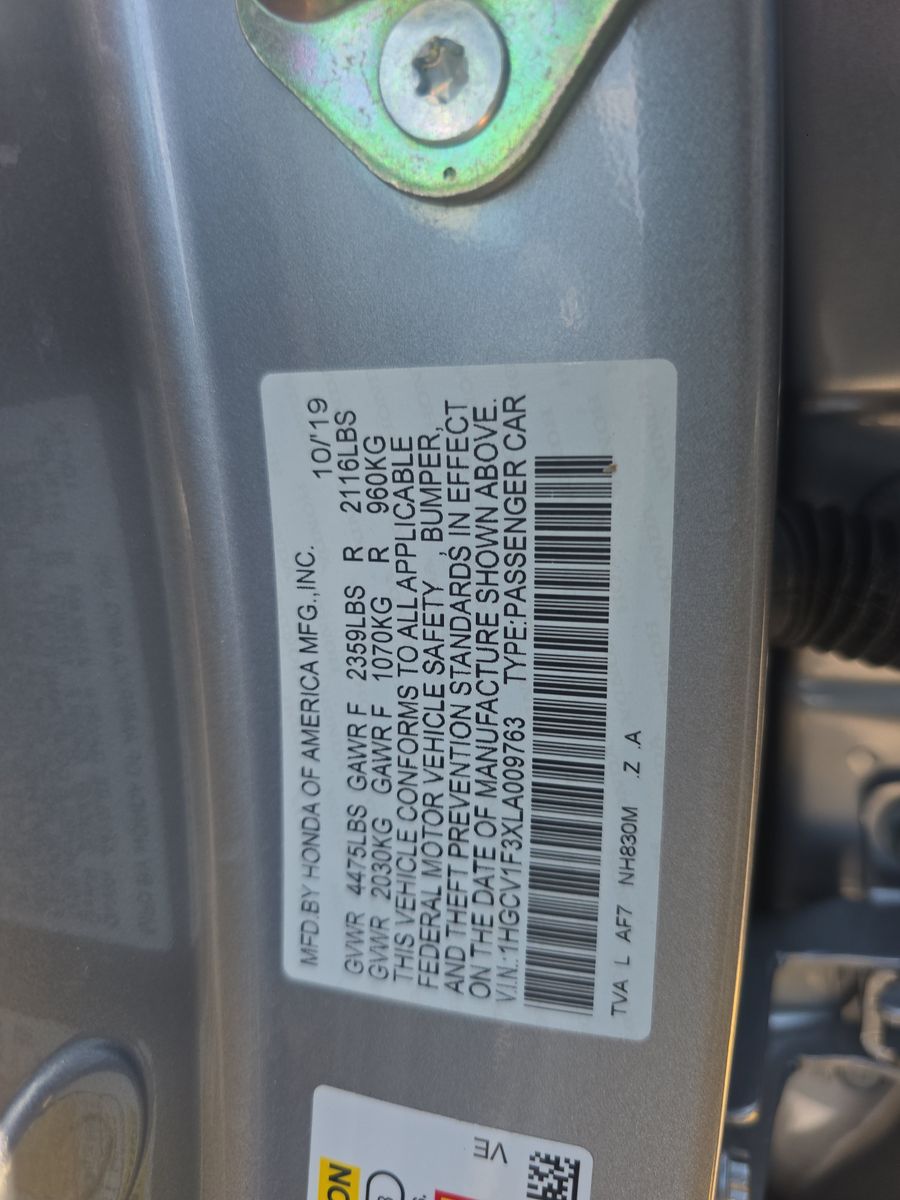 MFD.BY HONDA OF AMERICA MFG.,INC. 10/'19
GVWR 4475LBS GAWR F 2359LBS R 2116LBS
GVWR 2030KG GAWR F 1070KG R 960KG
THIS VEHICLE CONFORMS TO ALL APPLICABLE
FEDERAL MOTOR VEHICLE SAFETY , BUMPER,
AND THEFT PREVENTION STANDARDS IN EFFECT
ON THE DATE OF MANUFACTURE SHOWN ABOVE.
V.I.N.:1HGCV1F3XLA009763 TYPE:PASSENGER CAR
TVA L AF7 NH830M .Z .A
VE